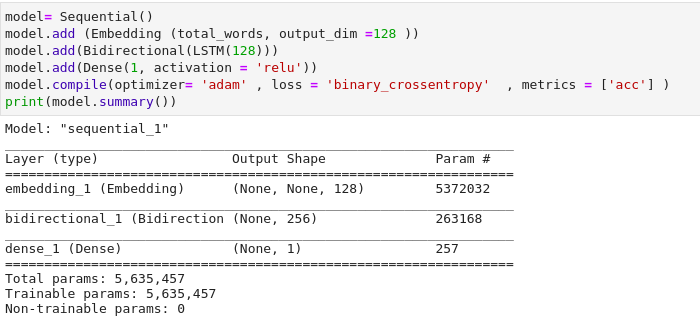 model= Sequential()
model.add (Embedding (total_words, output_dim =128 ))
model.add(Bidirectional(LSTM(128)))
model.add(Dense(1, activation = 'relu'))
model.compile(optimizer= 'adam' , loss = 'binary_crossentropy'  , metrics = ['acc'] )
print(model.summary())
Model: "sequential_1"
_________________________________________________________________
Layer (type)                 Output Shape              Param #
=================================================================
embedding_1 (Embedding)      (None, None, 128)         5372032
_________________________________________________________________
bidirectional_1 (Bidirection (None, 256)               263168
_________________________________________________________________
dense_1 (Dense)              (None, 1)                 257
=================================================================
Total params: 5,635,457
Trainable params: 5,635,457
Non-trainable params: 0